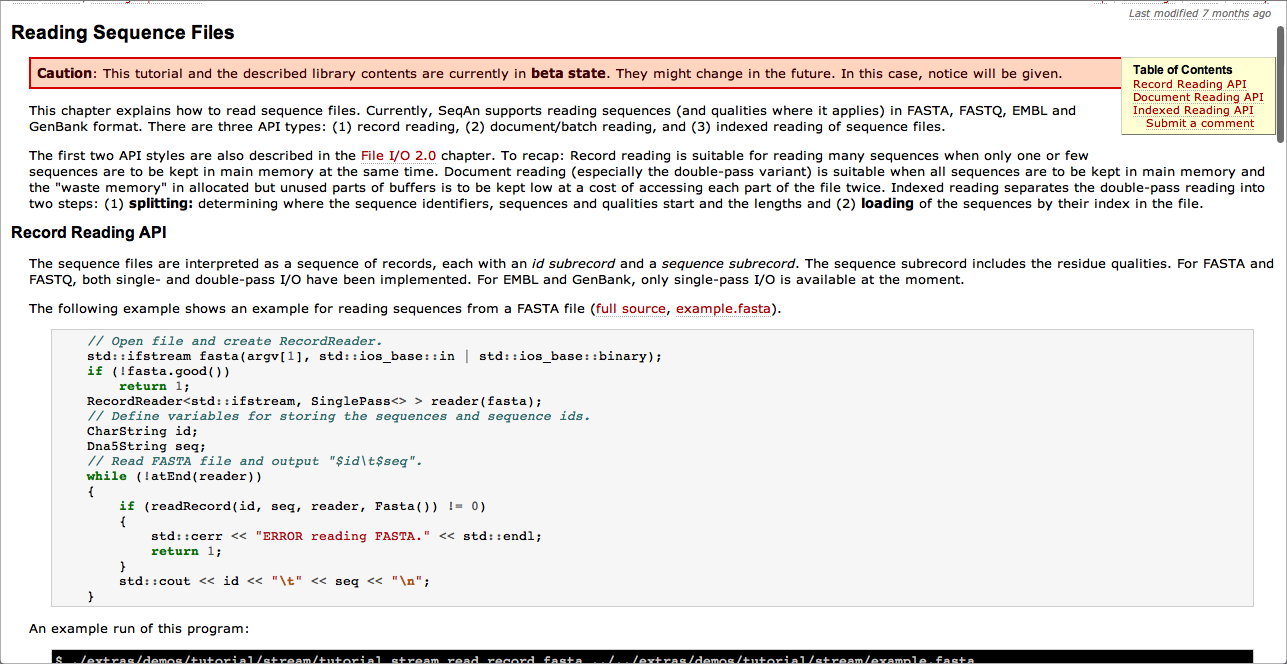 Last modified 7 months ago
Reading Sequence Files
Caution: This tutorial and the described library contents are currently in beta state. They might change in the future. In this case, notice will be given.
Table of Contents
Record Reading API
Document Reading API
Indexed Reading API
Submit a comment
This chapter explains how to read sequence files. Currently, SeqAn supports reading sequences (and qualities where it applies) in FASTA, FASTQ, EMBL and
GenBank format. There are three API types: (1) record reading, (2) document/batch reading, and (3) indexed reading of sequence files.
The first two API styles are also described in the File I/O 2.0 chapter. To recap: Record reading is suitable for reading many sequences when only one or few
sequences are to be kept in main memory at the same time. Document reading (especially the double-pass variant) is suitable when all sequences are to be kept in main memory and
the "waste memory" in allocated but unused parts of buffers is to be kept low at a cost of accessing each part of the file twice. Indexed reading separates the double-pass reading into
two steps: (1) splitting: determining where the sequence identifiers, sequences and qualities start and the lengths and (2) loading of the sequences by their index in the file.
Record Reading API
The sequence files are interpreted as a sequence of records, each with an id subrecord and a sequence subrecord. The sequence subrecord includes the residue qualities. For FASTA and
FASTQ, both single- and double-pass I/O have been implemented. For EMBL and GenBank, only single-pass I/O is available at the moment.
The following example shows an example for reading sequences from a FASTA file (full source, example.fasta).
// Open file and create RecordReader.
std::ifstream fasta(argv[1], std::ios_base::in | std::ios_base::binary);
if (!fasta.good())
return 1;
RecordReader<std::ifstream, SinglePass<> > reader(fasta);
// Define variables for storing the sequences and sequence ids.
CharString id;
Dna5String seq;
// Read FASTA file and output "$id\t$seq".
while (!atEnd(reader))
{
if (readRecord(id, seq, reader, Fasta()) != 0)
{
std::cerr << "ERROR reading FASTA." << std::endl;
return 1;
}
std::cout << id << "\t" << seq << "\n";
}
An example run of this program:
$ ./extras/demos/tutorial/stream/tutorial_stream_read_record_fasta ../../extras/demos/tutorial/stream/example.fasta